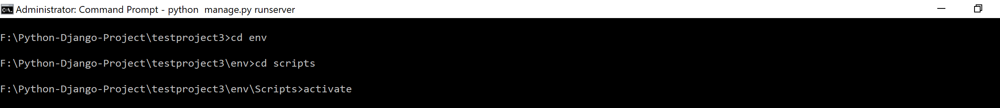 Administrator: Command Prompt - python  manage.py runserver
F:\Python-Django-Project\testproject3>cd env
F:\Python-Django-Project\testproject3\env>cd scripts
F:\Python-Django-Project\testproject3\env\Scripts>activate